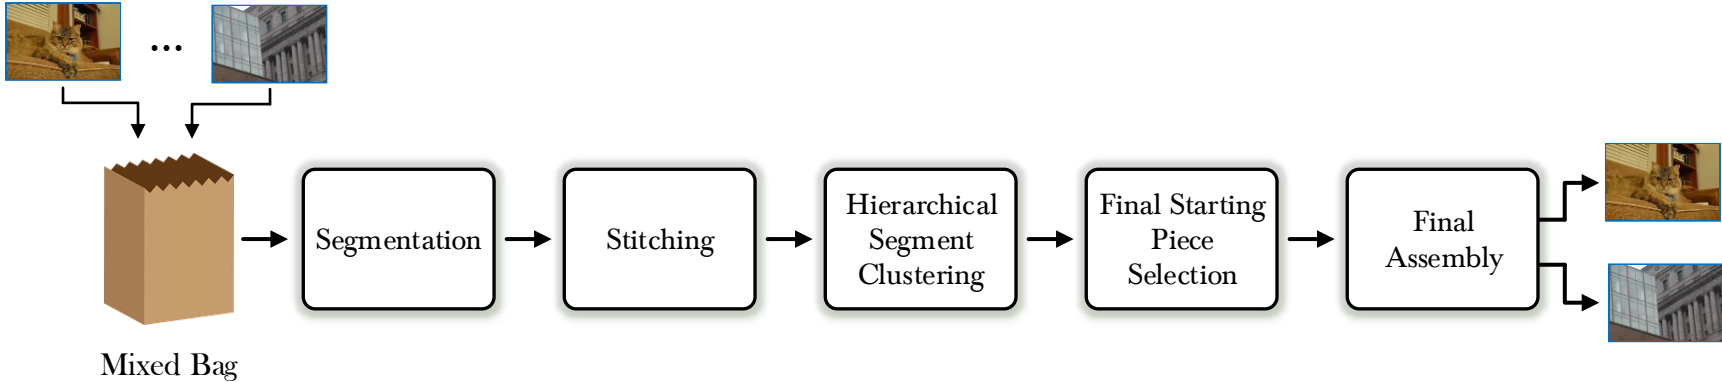 ...
Mixed Bag
Segmentation
Stitching
Hierarchical
Segment
Clustering
Final Starting
Piece
Selection
Final
Assembly